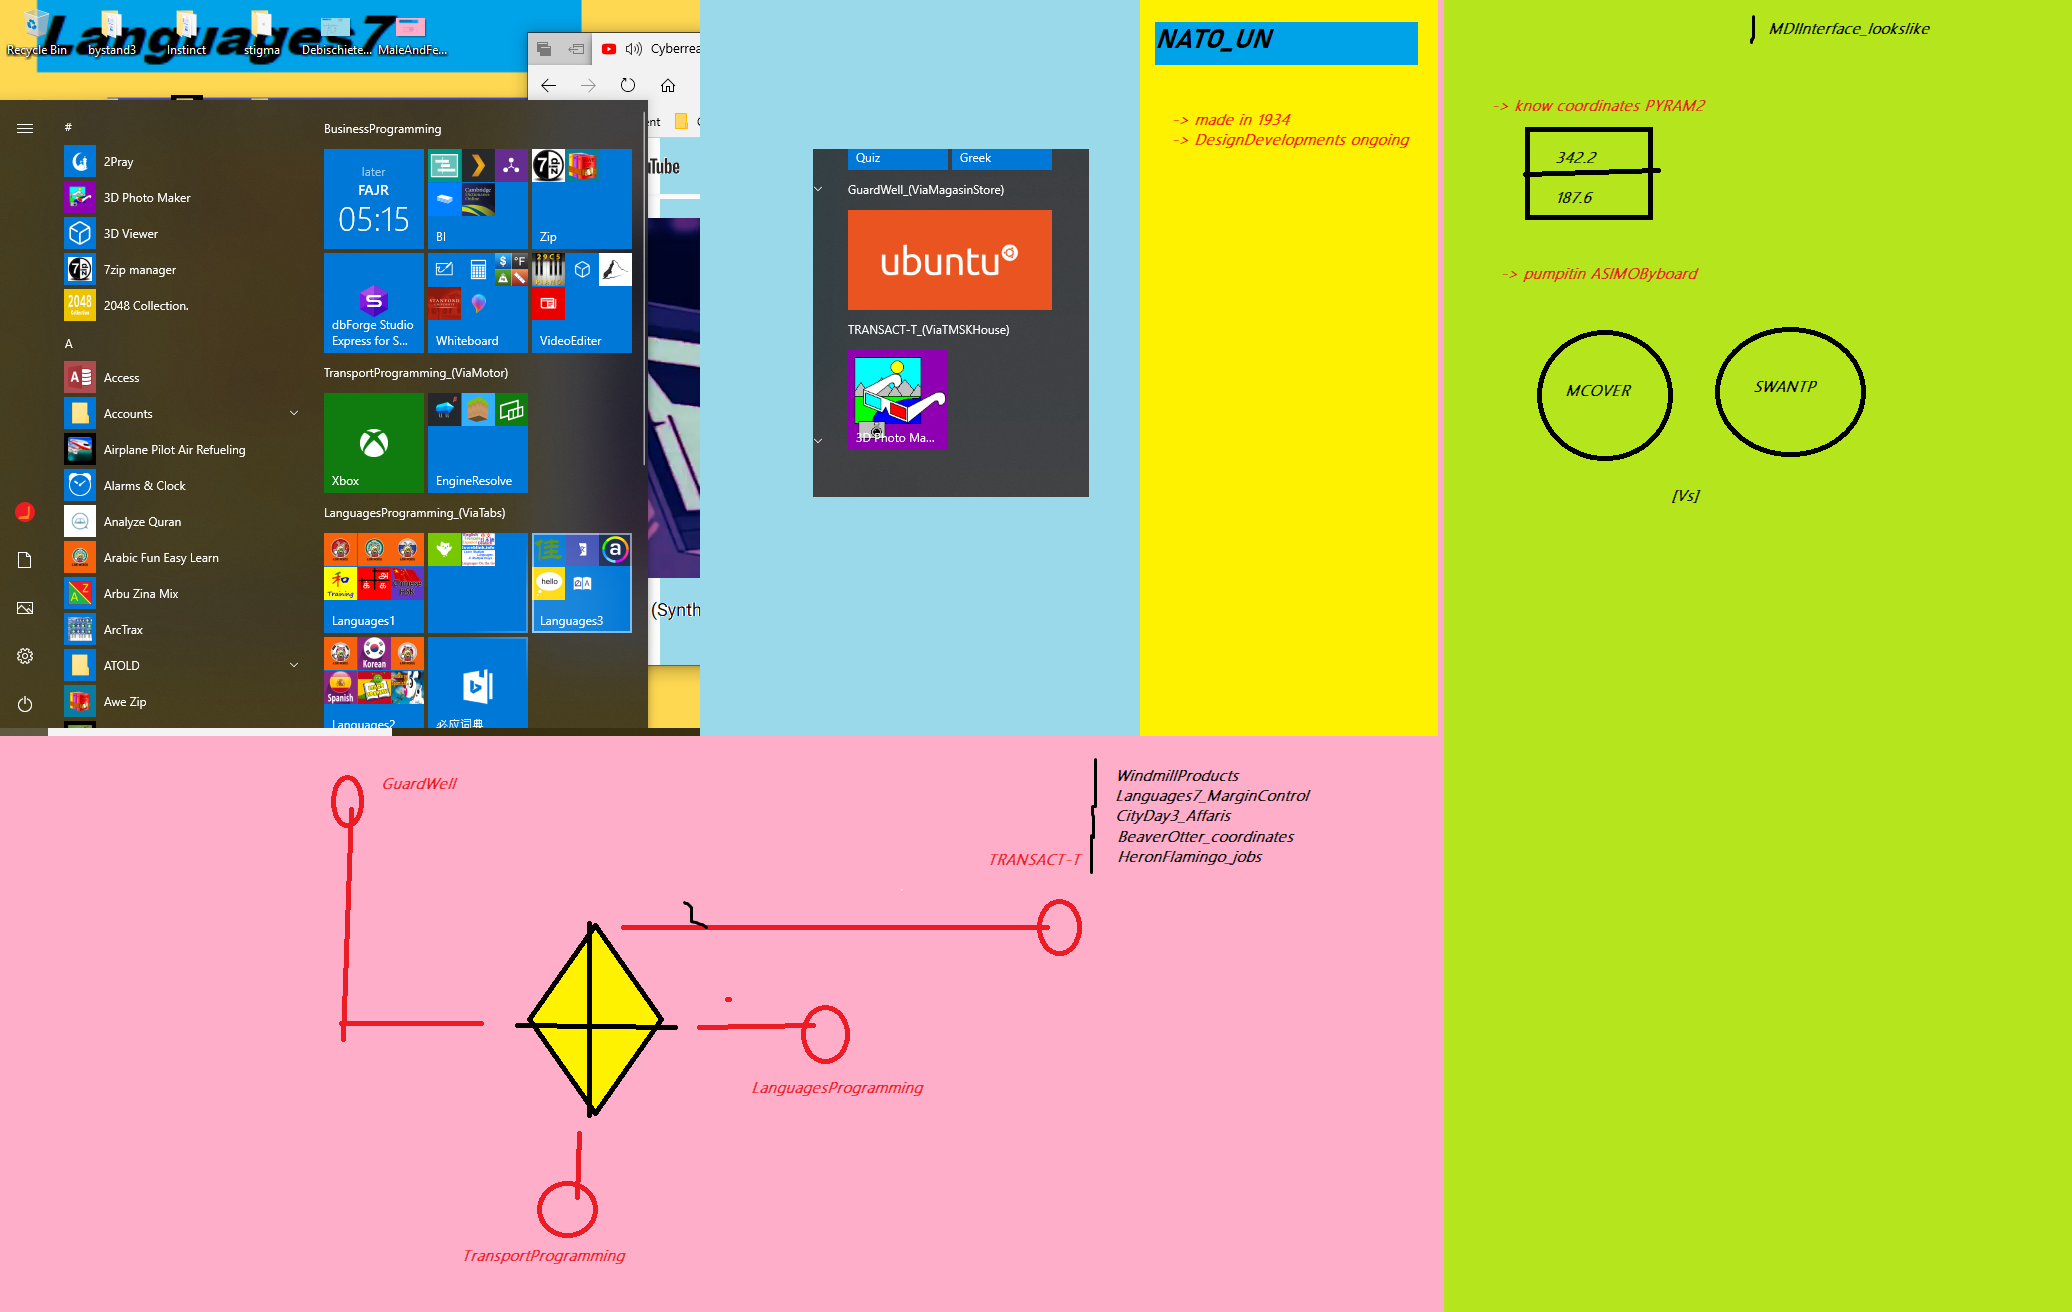 Languages7
Recycle Bin
bystand3
Instinct
stigma
Debischiete...
MaleAndFe...
Cyberrea
#
2Pray
3D Photo Maker
3D Viewer
7zip manager
2048 Collection.
A
Access
Accounts
Airplane Pilot Air Refueling
Alarms & Clock
Analyze Quran
Arabic Fun Easy Learn
Arbu Zina Mix
ArcTrax
ATOLD
Awe Zip
BusinessProgramming
later
FAJR
05:15
BI
Zip
dbForge Studio
Express for S...
Whiteboard
VideoEditer
TransportProgramming_(ViaMotor)
Xbox
EngineResolve
LanguagesProgramming_(ViaTabs)
Training
hello
Languages1
Languages3
Korean
Spanish
Languages2
必应词典
(Synth
Quiz
Greek
GuardWell_(ViaMagasinStore)
ubuntu
TRANSACT-T_(ViaTMSKHouse)
3D Photo Ma...
NATO_UN
-> made in 1934
-> DesignDevelopments ongoing
MDIInterface_lookslike
-> know coordinates PYRAM2
342.2
187.6
-> pumpitin ASIMOByboard
MCOVER
SWANTP
[Vs]
GuardWell
TRANSACT-T
WindmillProducts
Languages7_MarginControl
CityDay3_Affaris
BeaverOtter_coordinates
HeronFlamingo_jobs
LanguagesProgramming
TransportProgramming